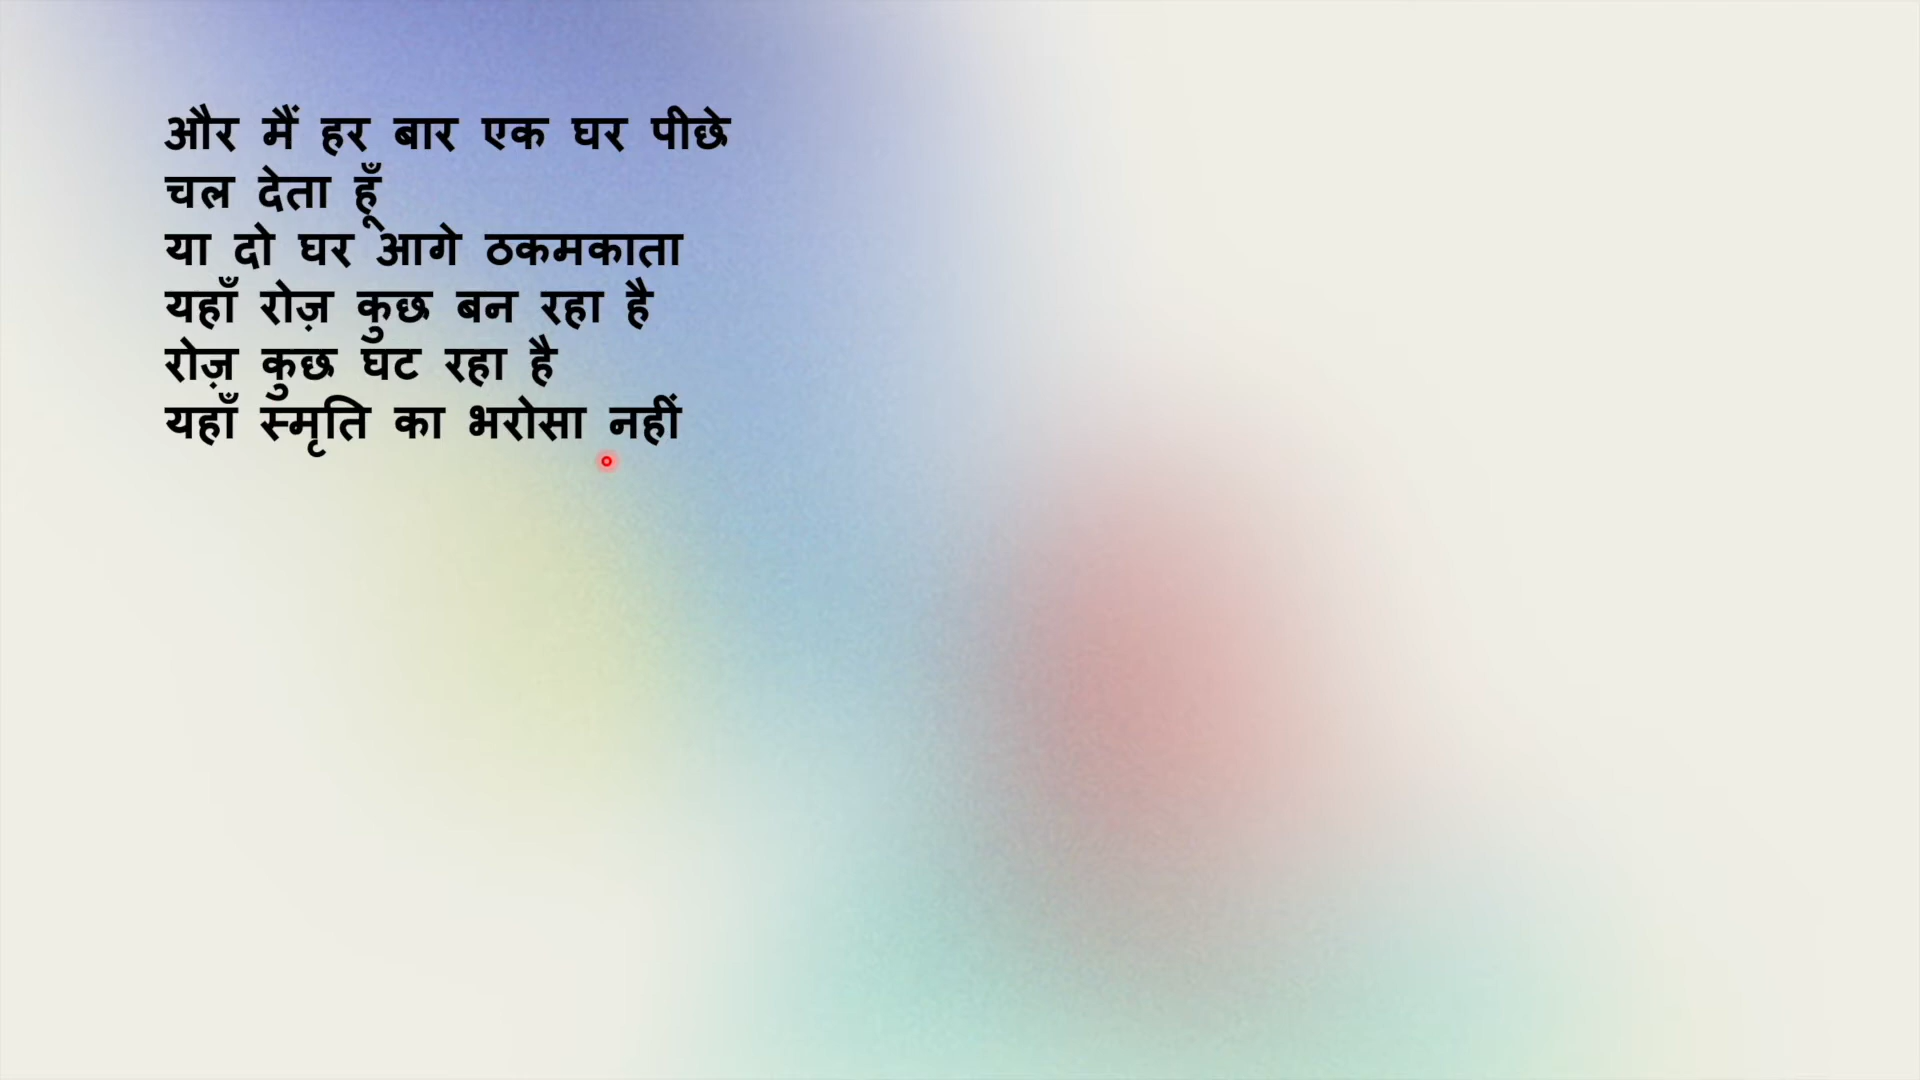 और मैं हर बार एक घर पीछे
चल देता हूँ
या दो घर आगे ठकमकाता
यहाँ रोज़ कुछ बन रहा है
रोज़ कुछ घट रहा है
यहाँ स्मृति का भरोसा नहीं